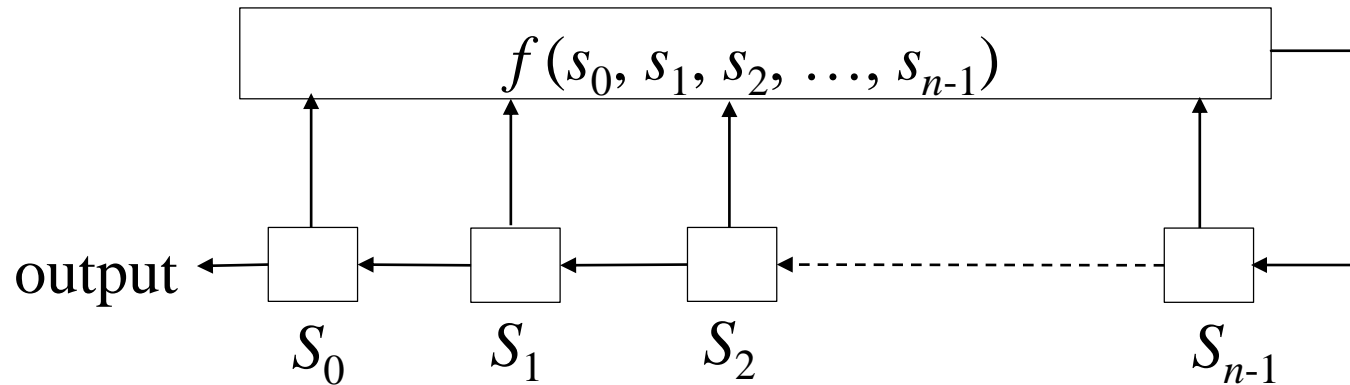 f (s₀, s₁, s₂, …, sₙ₋₁)
output
S₀ S₁ S₂ Sₙ₋₁